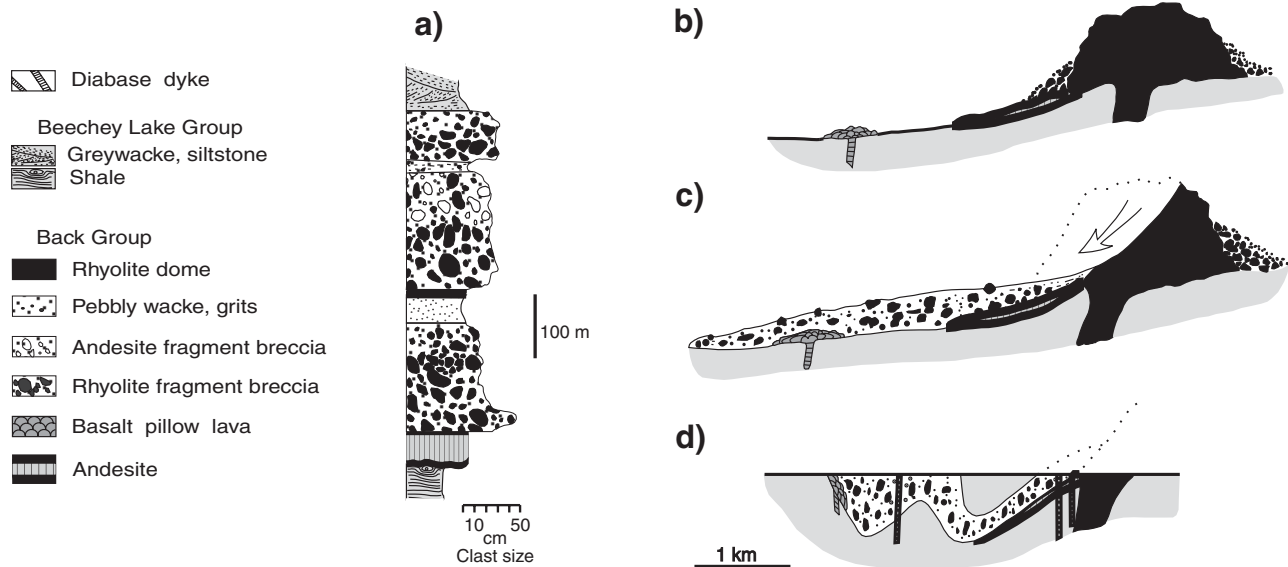 a)
b)
c)
d)
Diabase dyke
Beechey Lake Group
Greywacke, siltstone
Shale
Back Group
Rhyolite dome
Pebbly wacke, grits
Andesite fragment breccia
Rhyolite fragment breccia
Basalt pillow lava
Andesite
100 m
10 50
cm
Clast size
1 km